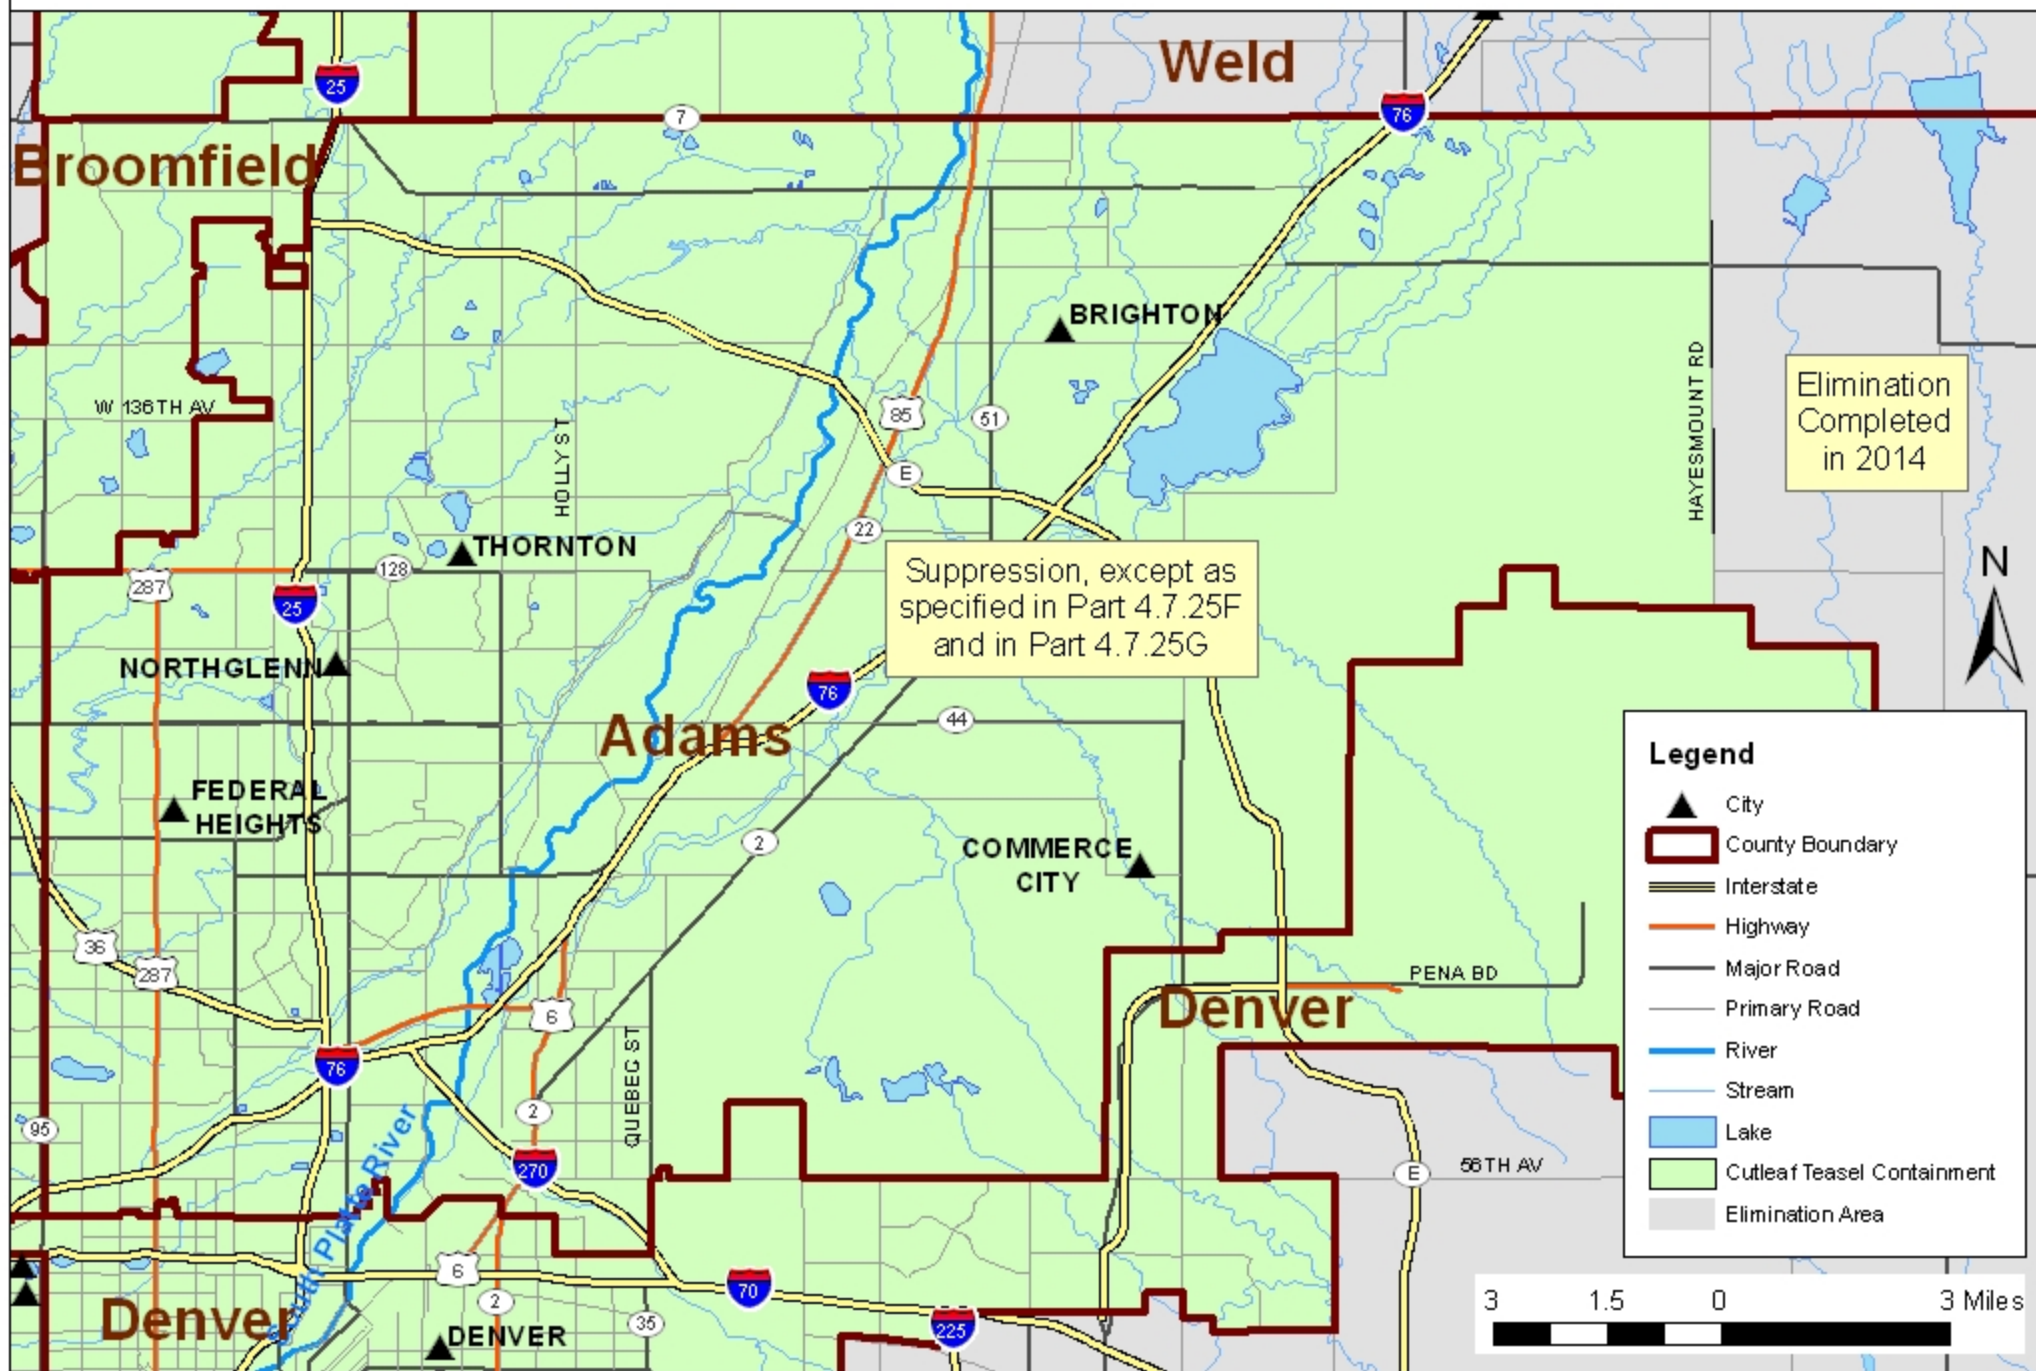 Weld
25
76
7
Broomfield
BRIGHTON
HAYESMOUNT RD
Elimination
Completed
in 2014
W 136TH AV
HOLLY ST
85
51
E
22
THORNTON
128
287
25
Suppression, except as
specified in Part 4.7.25F
and in Part 4.7.25G
N
NORTHGLENN
76
44
Adams
FEDERAL
HEIGHTS
2
COMMERCE
CITY
36
287
PENA BD
Denver
6
76
QUEBEC ST
2
95
South Platte River
270
E
56TH AV
6
70
2
35
225
Denver
DENVER
Legend
City
County Boundary
Interstate
Highway
Major Road
Primary Road
River
Stream
Lake
Cutleaf Teasel Containment
Elimination Area
3 1.5 0 3 Miles